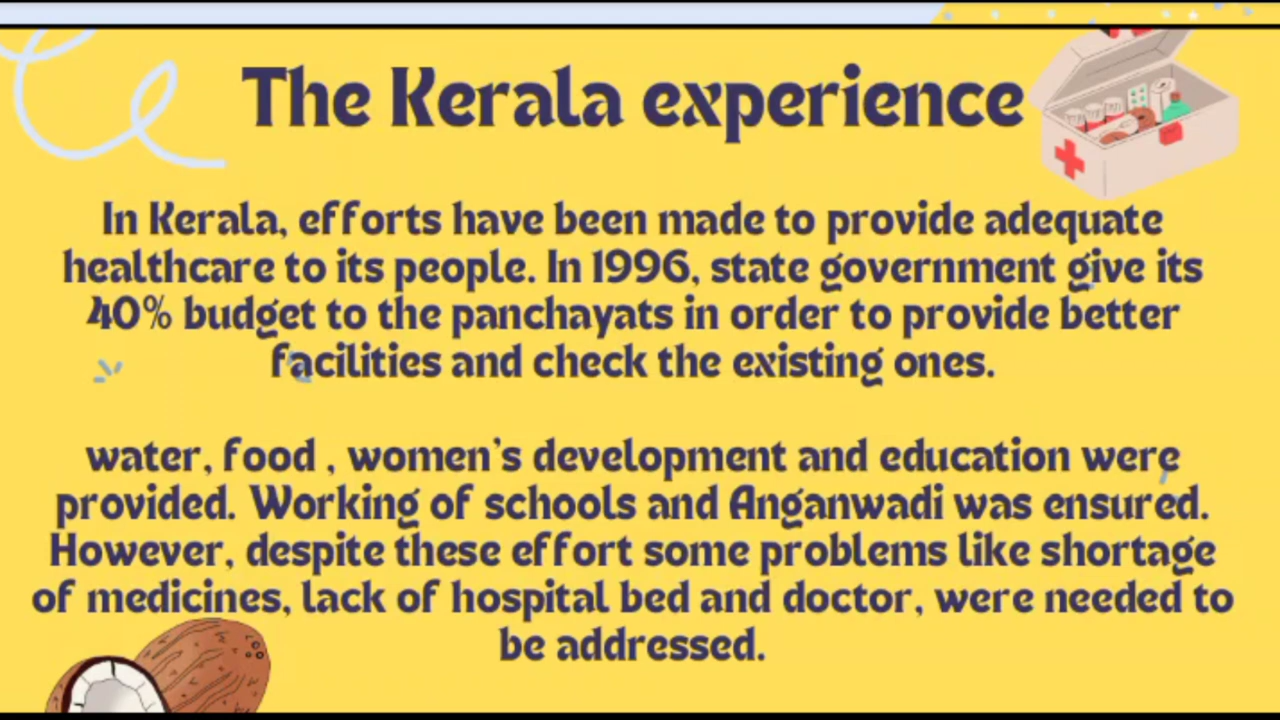 The Kerala experience
In Kerala, efforts have been made to provide adequate
healthcare to its people. In 1996, state government give its
40% budget to the panchayats in order to provide better
facilities and check the existing ones.
water, food , women's development and education were
provided. Working of schools and Anganwadi was ensured.
However, despite these effort some problems like shortage
of medicines, lack of hospital bed and doctor, were needed to
be addressed.